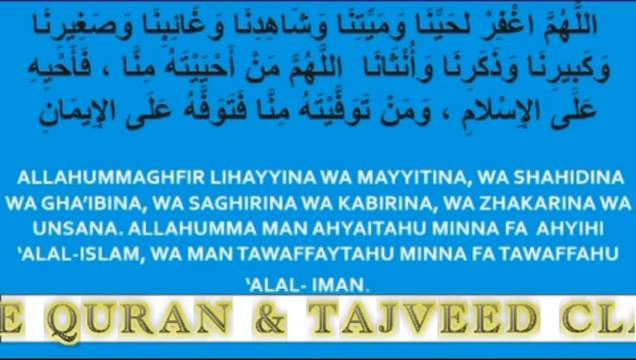 اللَّهُمَّ اغْفِرْ لِحَيِّنَا وَمَيِّتِنَا وَشَاهِدِنَا وَغَائِبِنَا وَصَغِيرِنَا
وَكَبِيرِنَا وَذَكَرِنَا وَأُنْثَانَا اللَّهُمَّ مَنْ أَحْيَيْتَهُ مِنَّا ، فَأَحْيِهِ
عَلَى الإِسْلامِ ، وَمَنْ تَوَفَّيْتَهُ مِنَّا فَتَوَفَّهُ عَلَى الإِيمَانِ
ALLAHUMMAGHFIR LIHAYYINA WA MAYYITINA, WA SHAHIDINA
WA GHA'IBINA, WA SAGHIRINA WA KABIRINA, WA ZHAKARINA WA
UNSANA. ALLAHUMMA MAN AHYAITAHU MINNA FA AHYIHI
‘ALAL-ISLAM, WA MAN TAWAFFAYTAHU MINNA FA TAWAFFAHU
‘ALAL- IMAN.
E QURAN & TAJVEED CLA